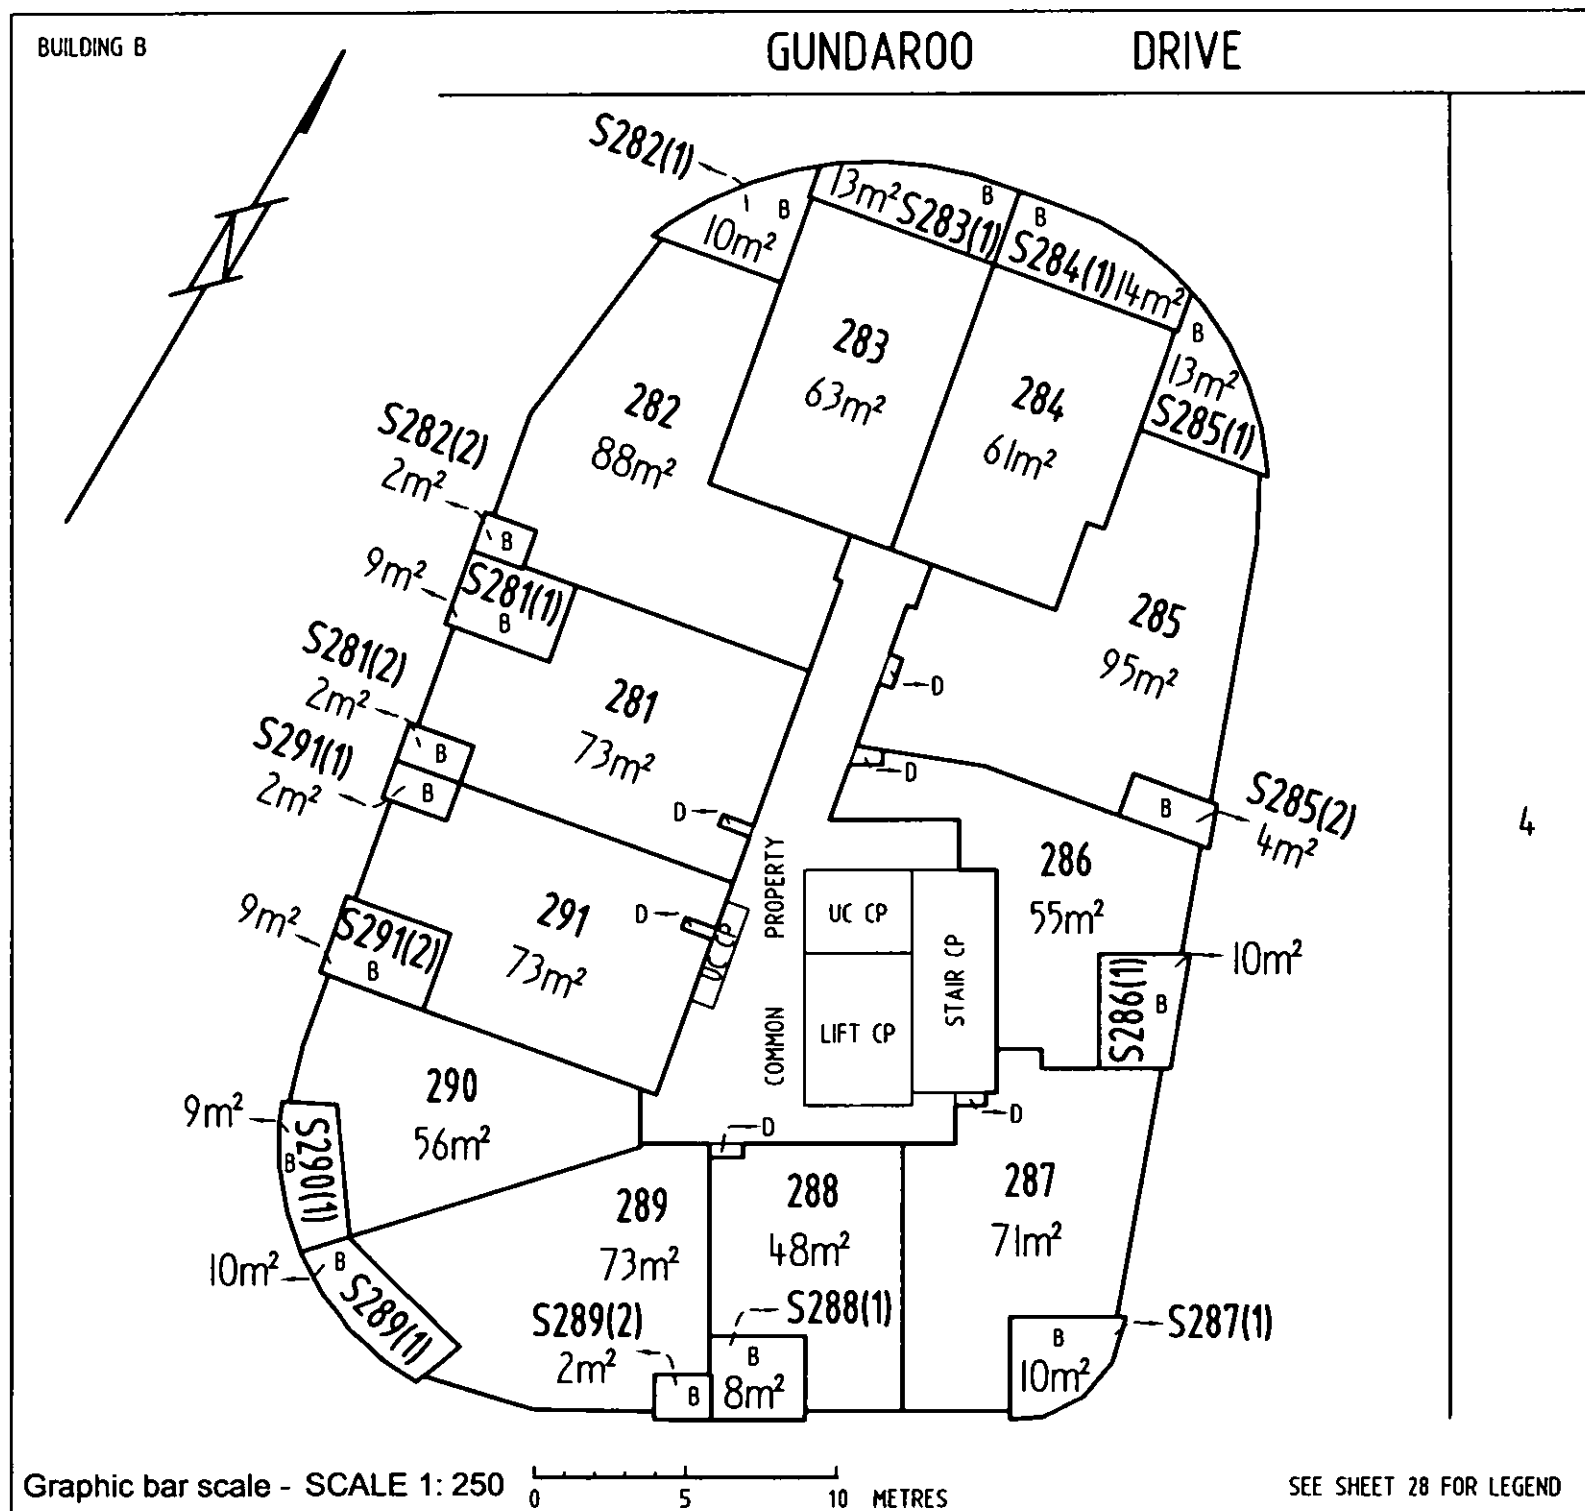 BUILDING B
GUNDAROO DRIVE
S282(1)
B
10m²
13m²
B
S283(1)
B
S284(1)
14m²
B
13m²
S285(1)
283
63m²
284
61m²
282
88m²
S282(2)
2m²
B
9m²
S281(1)
B
285
95m²
D
S281(2)
2m²
B
281
73m²
S291(1)
2m²
B
D
D
B
S285(2)
4m²
4
286
55m²
291
73m²
D
UC CP
COMMON PROPERTY
UC CP
STAIR CP
LIFT CP
9m²
S291(2)
B
10m²
S286(1)
B
290
56m²
9m²
S290(1)
B
D
D
289
73m²
288
48m²
287
71m²
10m²
B
S289(1)
S289(2)
2m²
B
S288(1)
B
8m²
S287(1)
B
10m²
Graphic bar scale - SCALE 1: 250
0 5 10 METRES
SEE SHEET 28 FOR LEGEND